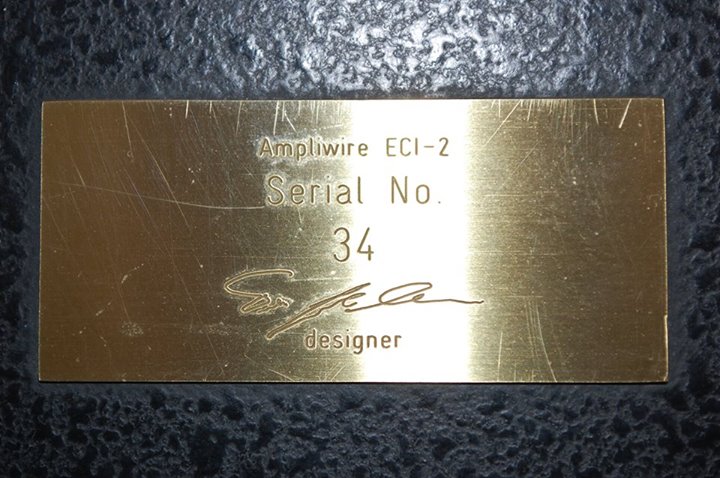 Ampliwire ECI-2
Serial No.
34
designer